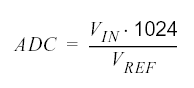 ADC = V_IN · 1024 / V_REF